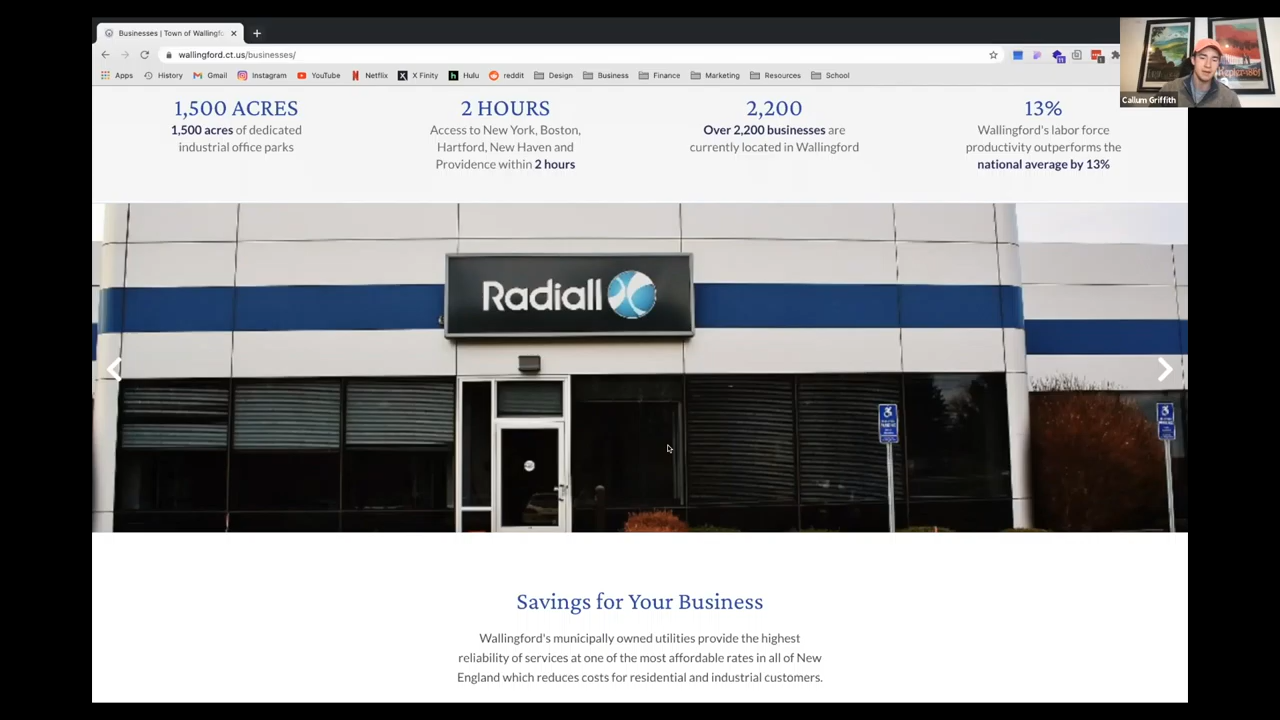 Businesses | Town of Wallingfo
wallingford.ct.us/businesses/
Apps History Gmail Instagram YouTube Netflix X Finity Hulu reddit Design Business Finance Marketing Resources School
Callum Griffith
1,500 ACRES
1,500 acres of dedicated
industrial office parks
2 HOURS
Access to New York, Boston,
Hartford, New Haven and
Providence within 2 hours
2,200
Over 2,200 businesses are
currently located in Wallingford
13%
Wallingford's labor force
productivity outperforms the
national average by 13%
Radiall
Savings for Your Business
Wallingford's municipally owned utilities provide the highest
reliability of services at one of the most affordable rates in all of New
England which reduces costs for residential and industrial customers.